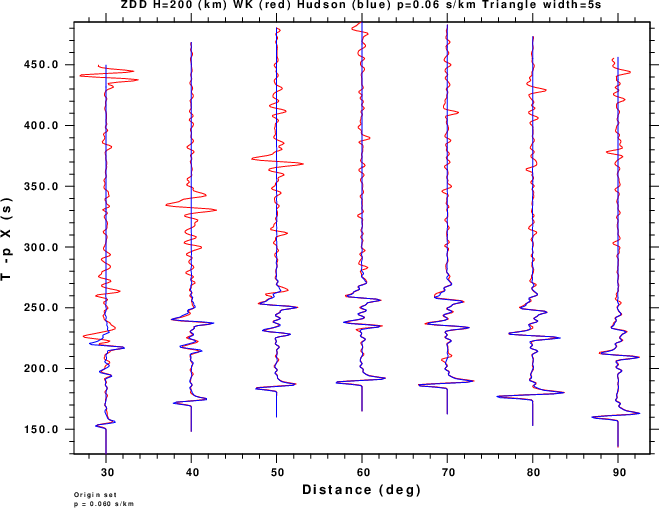 ZDD H=200 (km) WK (red) Hudson (blue) p=0.06 s/km Triangle width=5s
450.0
400.0
350.0
300.0
250.0
200.0
150.0
T -p X (s)
30 40 50 60 70 80 90
Distance (deg)
Origin set
p = 0.060 s/km